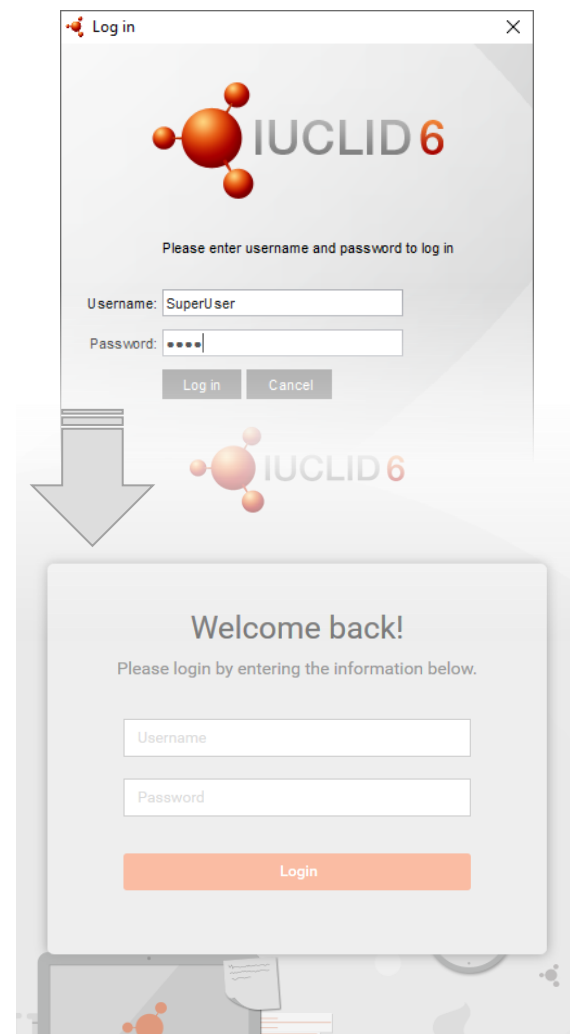 Log in
IUCLID 6
Please enter username and password to log in
Username: SuperUser
Password: ••••
Log in Cancel
IUCLID 6
Welcome back!
Please login by entering the information below.
Username
Password
Login